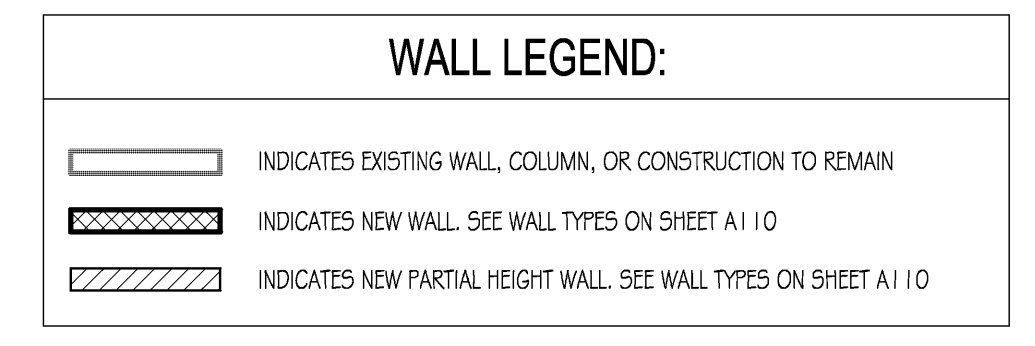 WALL LEGEND:
INDICATES EXISTING WALL, COLUMN, OR CONSTRUCTION TO REMAIN
INDICATES NEW WALL. SEE WALL TYPES ON SHEET A110
INDICATES NEW PARTIAL HEIGHT WALL. SEE WALL TYPES ON SHEET A110